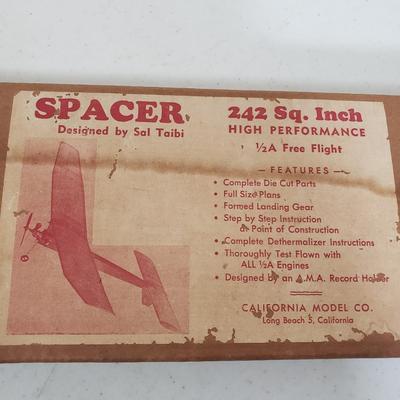 SPACER
Designed by Sal Taibi
242 Sq. Inch
HIGH PERFORMANCE
½A Free Flight
— FEATURES —
• Complete Die Cut Parts
• Full Size Plans
• Formed Landing Gear
• Step by Step Instruction
at Point of Construction
• Complete Dethermalizer Instructions
• Thoroughly Test Flown with
ALL ½A Engines
• Designed by an A.M.A. Record Holder
CALIFORNIA MODEL CO.
Long Beach 5, California